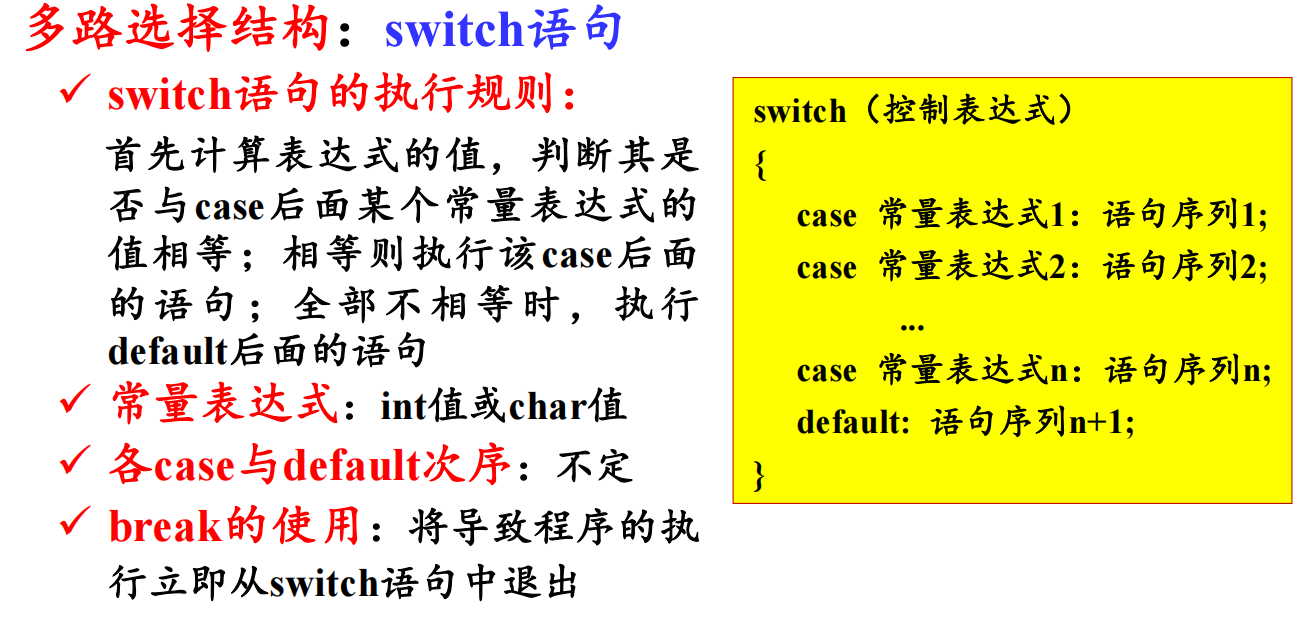 多路选择结构：switch语句
✓ switch语句的执行规则：
首先计算表达式的值，判断其是
否与case后面某个常量表达式的
值相等；相等则执行该case后面
的语句；全部不相等时，执行
default后面的语句
✓ 常量表达式：int值或char值
✓ 各case与default次序：不定
✓ break的使用：将导致程序的执
行立即从switch语句中退出
switch（控制表达式）
{
case 常量表达式1：语句序列1;
case 常量表达式2：语句序列2;
...
case 常量表达式n：语句序列n;
default: 语句序列n+1;
}